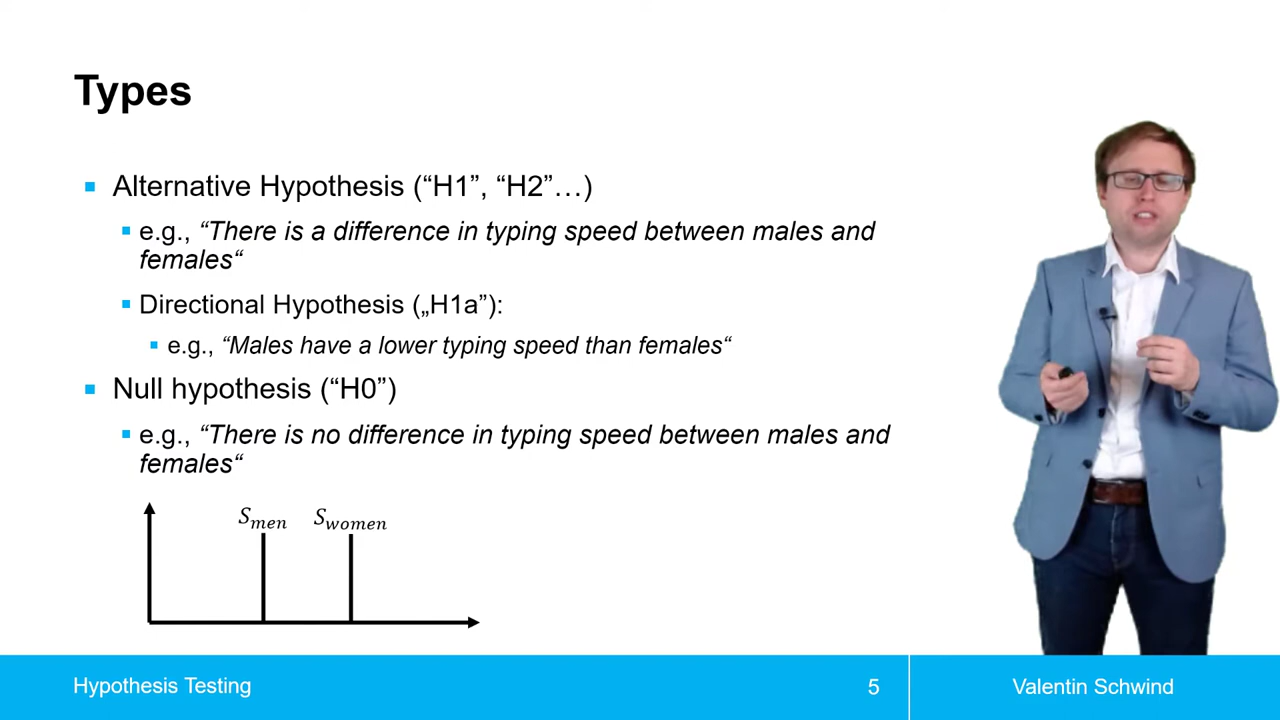 Types
Alternative Hypothesis (“H1”, “H2”…)
e.g., “There is a difference in typing speed between males and
females“
Directional Hypothesis („H1a”):
e.g., “Males have a lower typing speed than females“
Null hypothesis (“H0”)
e.g., “There is no difference in typing speed between males and
females“
S_men S_women
Hypothesis Testing
5
Valentin Schwind